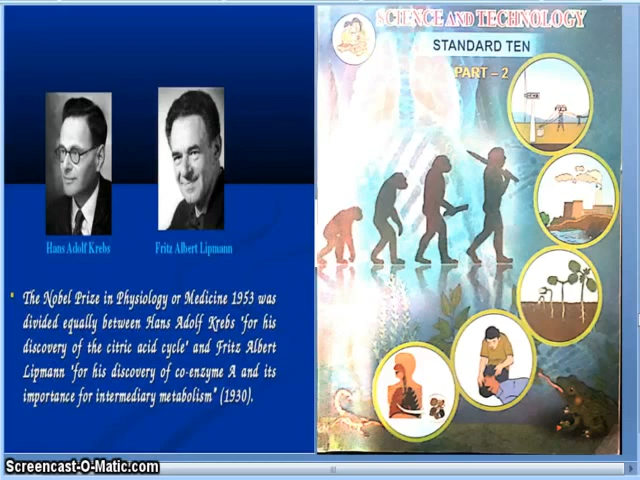 Hans Adolf Krebs
Fritz Albert Lipmann
The Nobel Prize in Physiology or Medicine 1953 was
divided equally between Hans Adolf Krebs "for his
discovery of the citric acid cycle" and Fritz Albert
Lipmann "for his discovery of co-enzyme A and its
importance for intermediary metabolism" (1930).
SCIENCE AND TECHNOLOGY
STANDARD TEN
PART – 2
Screencast-O-Matic.com